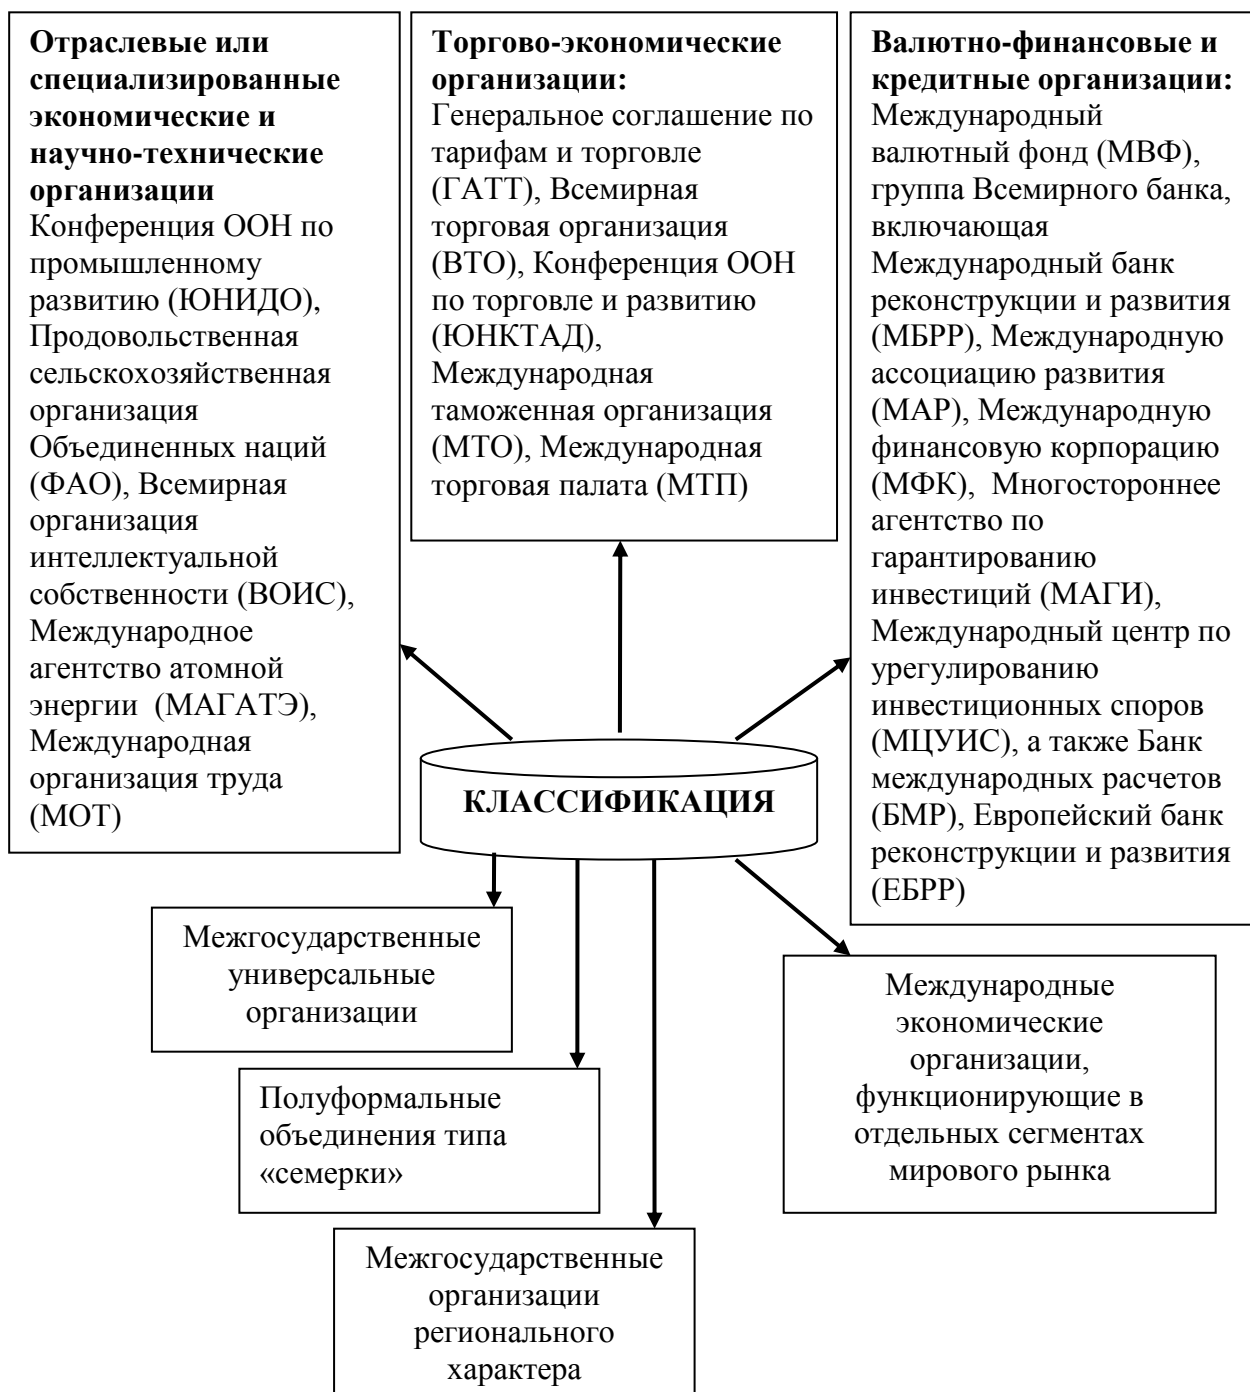 Отраслевые или
специализированные
экономические и
научно-технические
организации
Конференция ООН по
промышленному
развитию (ЮНИДО),
Продовольственная
сельскохозяйственная
организация
Объединенных наций
(ФАО), Всемирная
организация
интеллектуальной
собственности (ВОИС),
Международное
агентство атомной
энергии  (МАГАТЭ),
Международная
организация труда
(МОТ)
Торгово-экономические
организации:
Генеральное соглашение по
тарифам и торговле
(ГАТТ), Всемирная
торговая организация
(ВТО), Конференция ООН
по торговле и развитию
(ЮНКТАД),
Международная
таможенная организация
(МТО), Международная
торговая палата (МТП)
Валютно-финансовые и
кредитные организации:
Международный
валютный фонд (МВФ),
группа Всемирного банка,
включающая
Международный банк
реконструкции и развития
(МБРР), Международную
ассоциацию развития
(МАР), Международную
финансовую корпорацию
(МФК),  Многостороннее
агентство по
гарантированию
инвестиций (МАГИ),
Международный центр по
урегулированию
инвестиционных споров
(МЦУИС), а также Банк
международных расчетов
(БМР), Европейский банк
реконструкции и развития
(ЕБРР)
КЛАССИФИКАЦИЯ
Межгосударственные
универсальные
организации
Полуформальные
объединения типа
«семерки»
Межгосударственные
организации
регионального
характера
Международные
экономические
организации,
функционирующие в
отдельных сегментах
мирового рынка